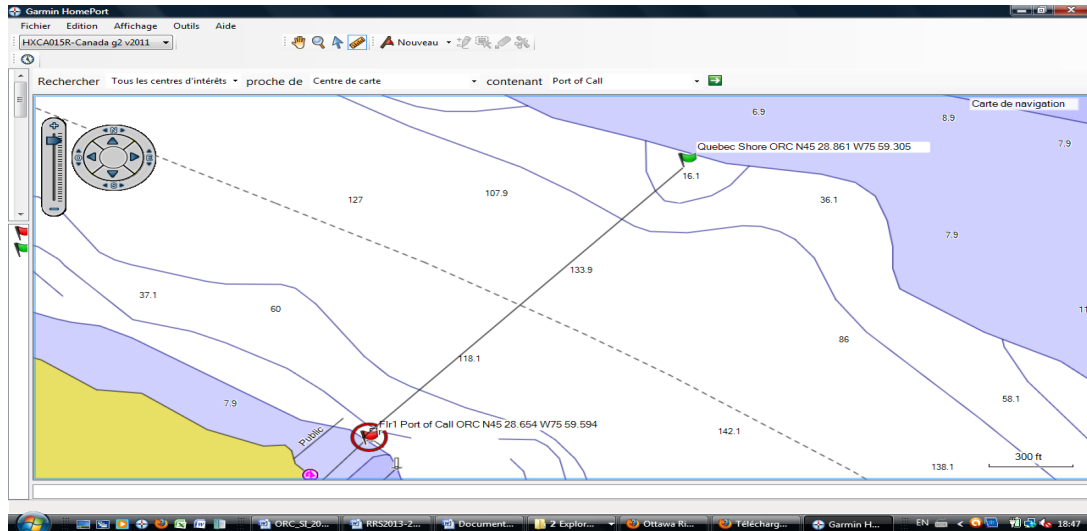 Garmin HomePort
Fichier Edition Affichage Outils Aide
HXCA015R-Canada g2 v2011 Nouveau
Rechercher Tous les centres d'intérêts proche de Centre de carte contenant Port of Call
Carte de navigation
6.9
8.9
7.9
Quebec Shore ORC N45 28.861 W75 59.305
16.1
127
107.9
36.1
7.9
133.9
37.1
60
11
86
118.1
58.1
7.9
Flr1 Port of Call ORC N45 28.654 W75 59.594
Public
142.1
300 ft
138.1
ORC_SI_20... RRS2013-2... Document... 2 Explor... Ottawa Ri... Télécharg... Garmin H... EN 18:47